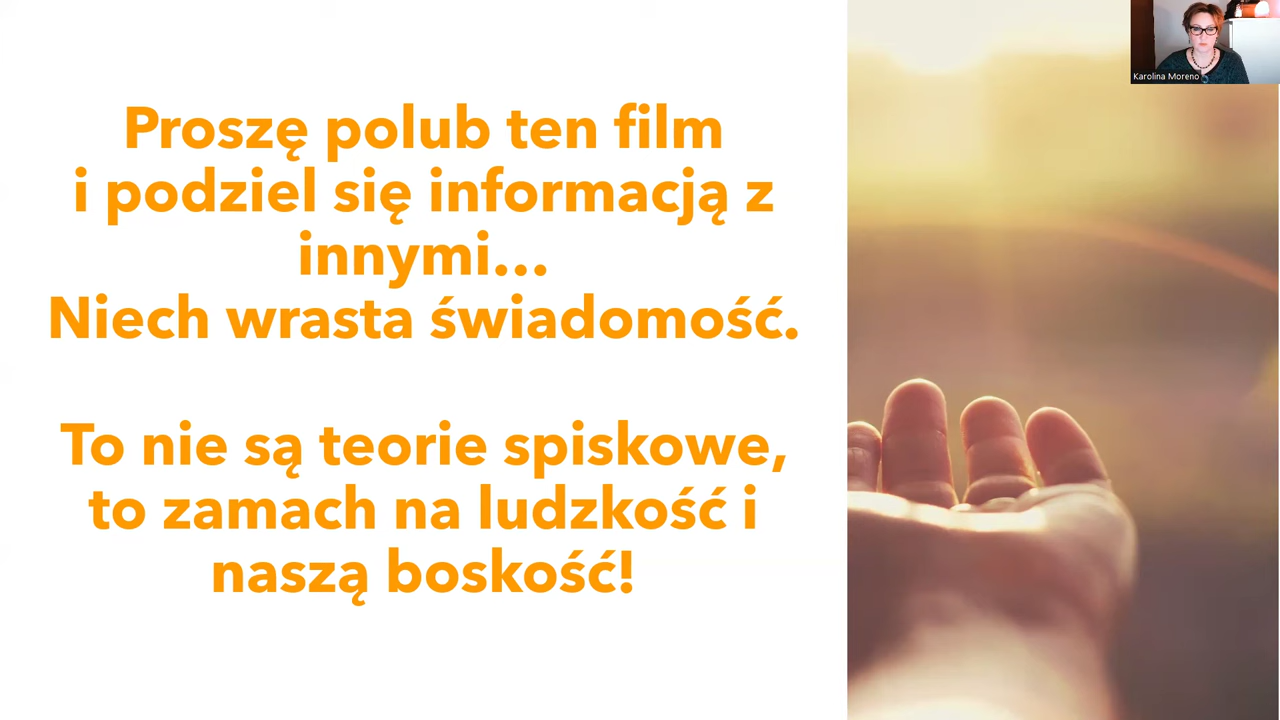 Proszę polub ten film
i podziel się informacją z
innymi...
Niech wrasta świadomość.
To nie są teorie spiskowe,
to zamach na ludzkość i
naszą boskość!
Karolina Moreno